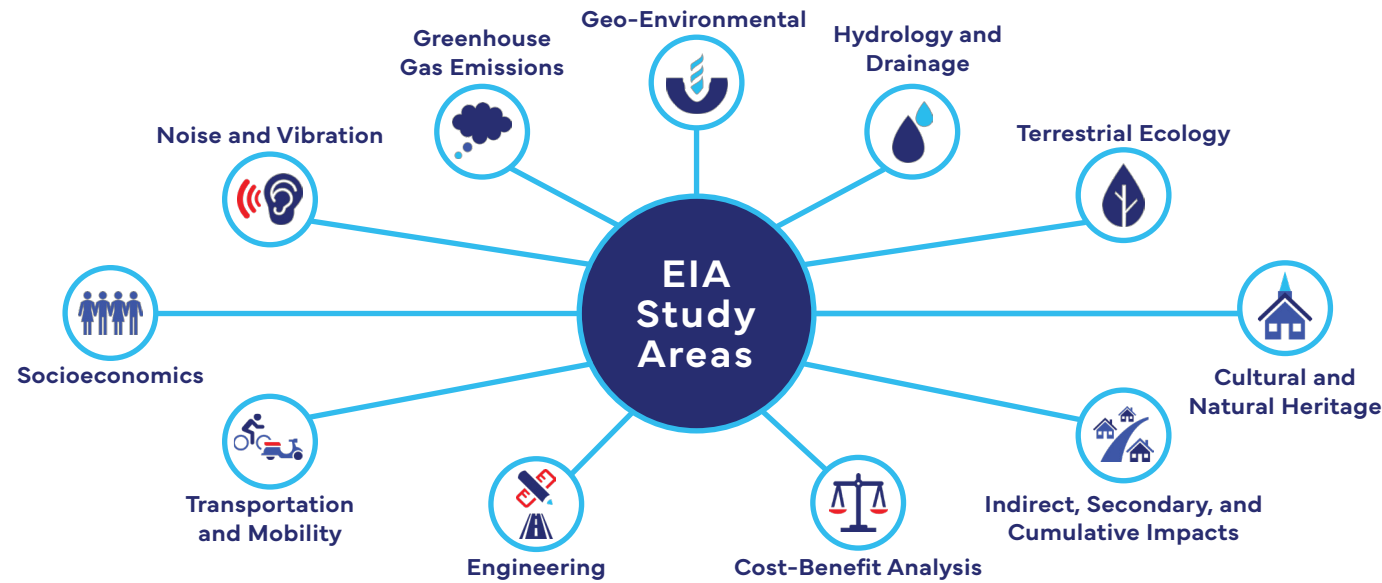 Geo-Environmental
Greenhouse
Gas Emissions
Hydrology and
Drainage
Noise and Vibration
Terrestrial Ecology
EIA
Study
Areas
Socioeconomics
Cultural and
Natural Heritage
Transportation
and Mobility
Indirect, Secondary, and
Cumulative Impacts
Engineering
Cost-Benefit Analysis